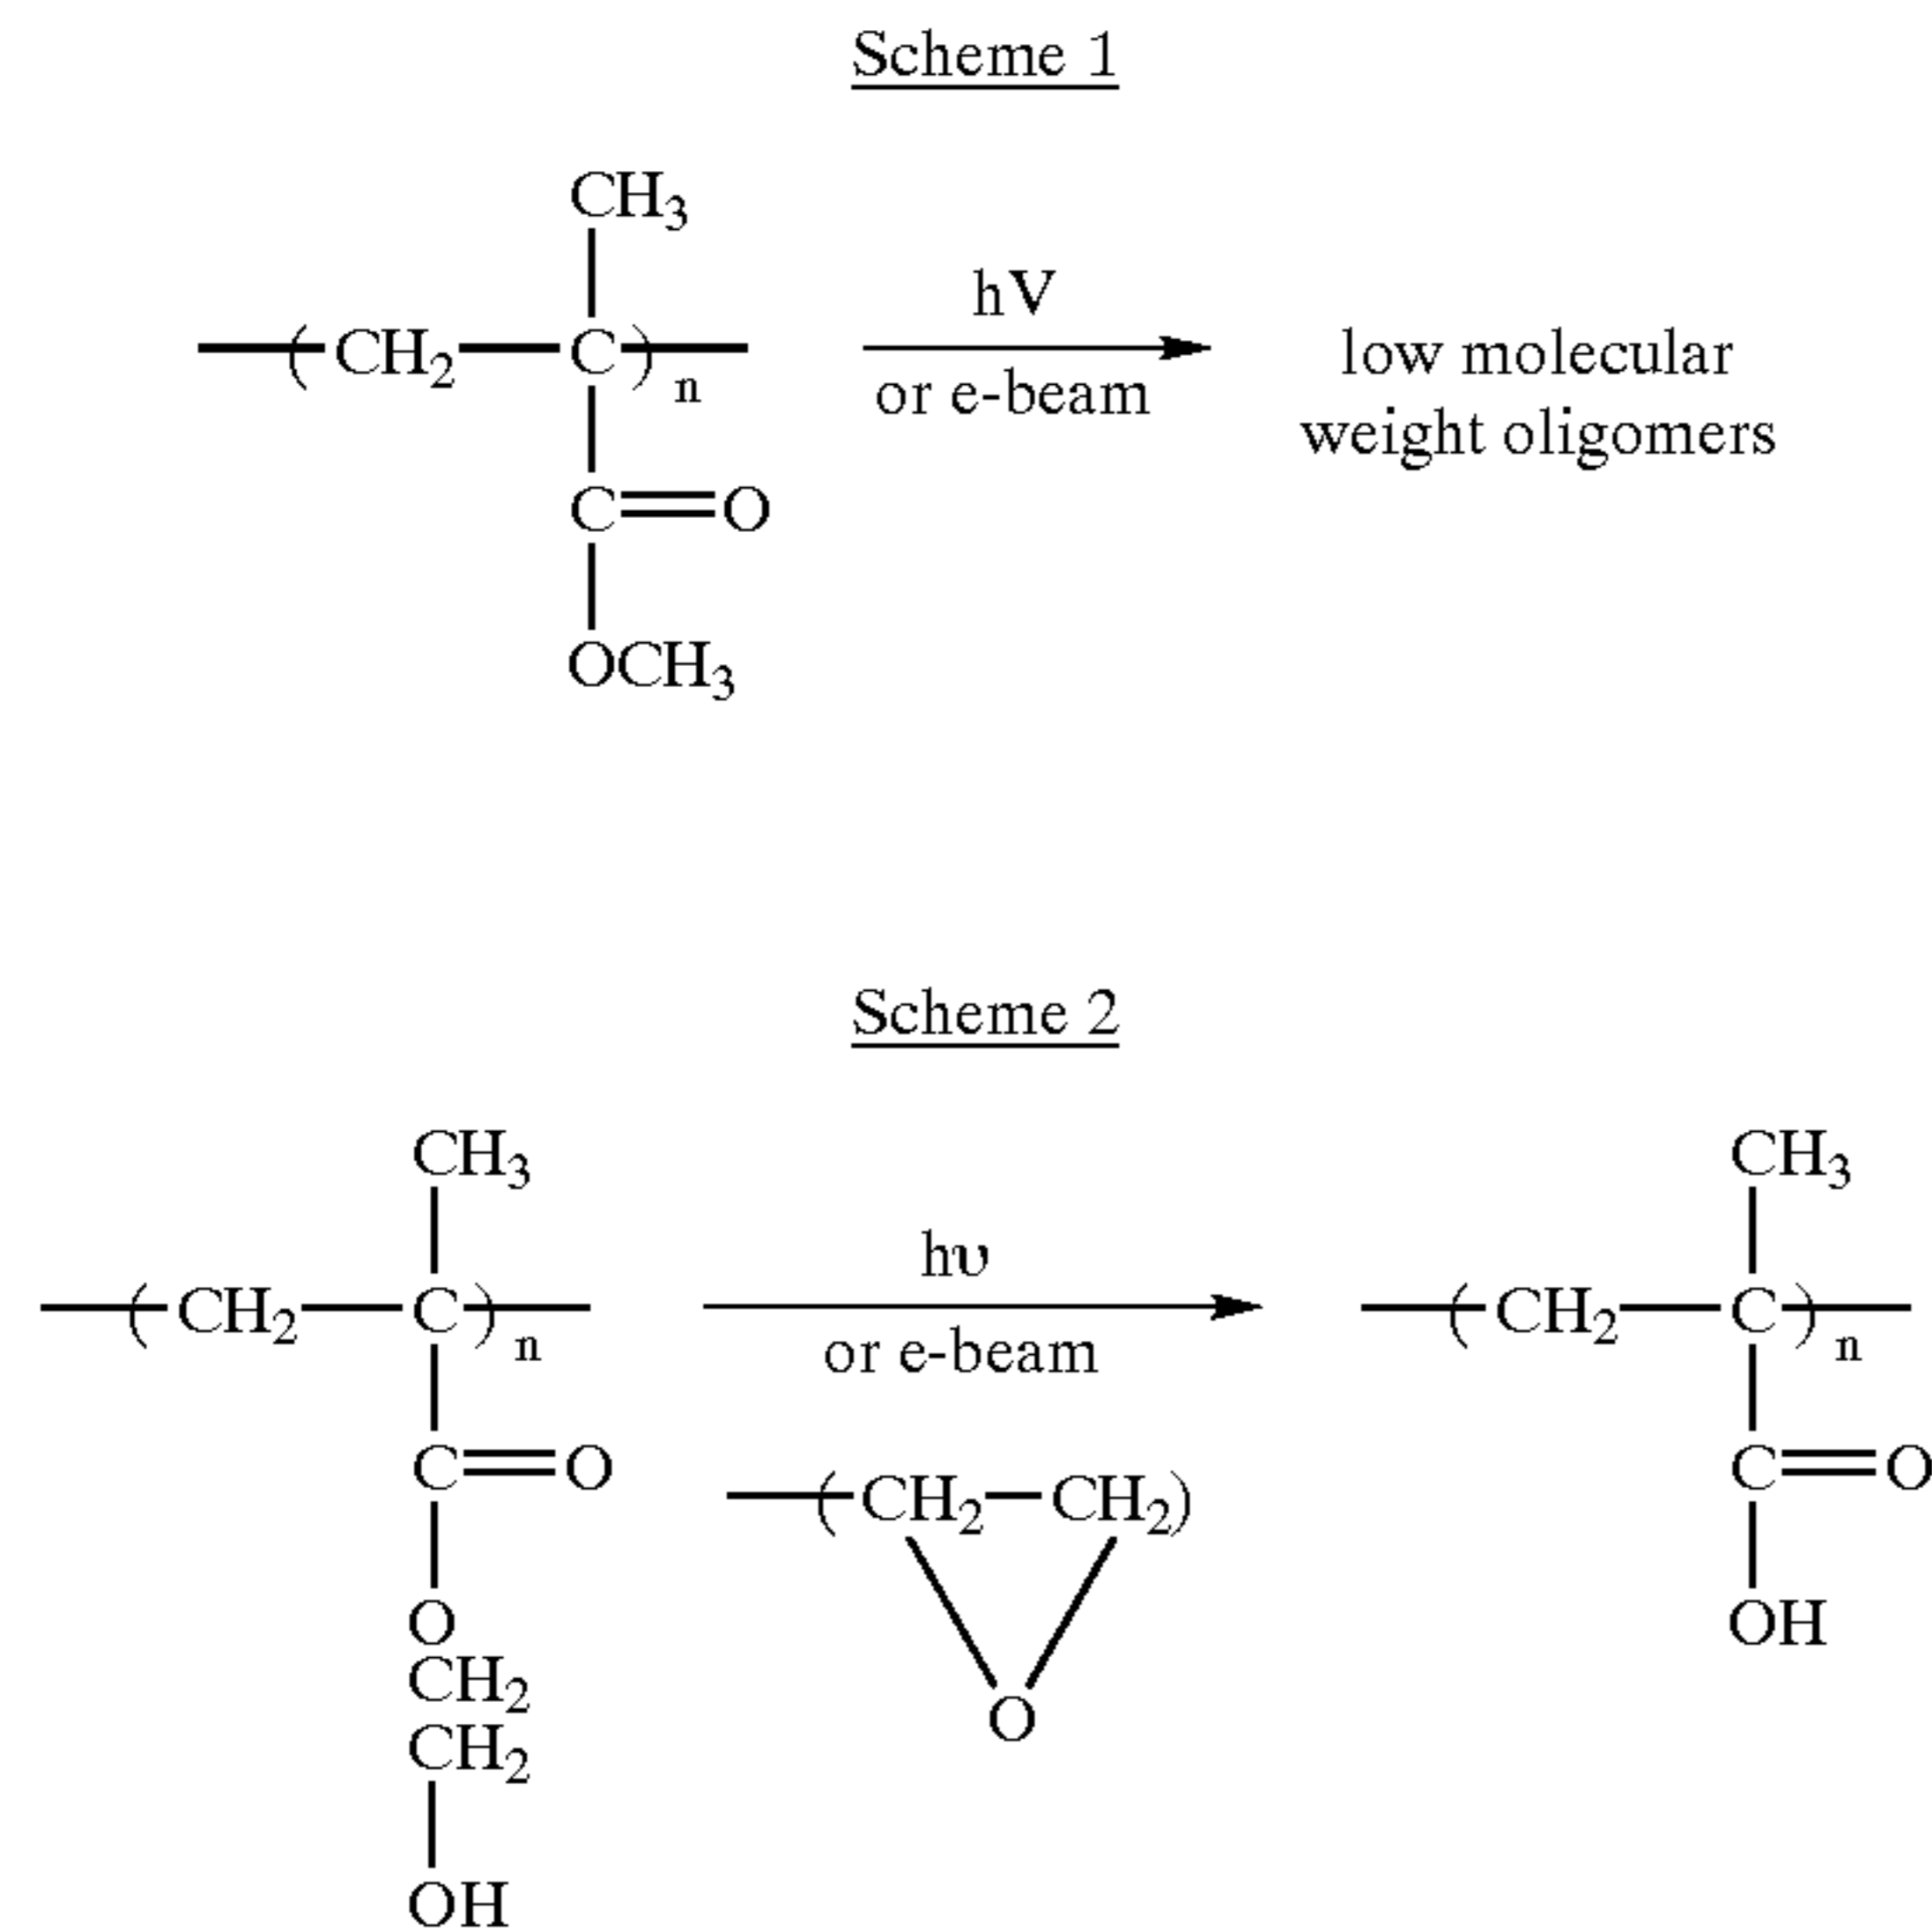 Scheme 1
CH3
hV
—( CH2—C )n—
or e-beam
low molecular
weight oligomers
C=O
OCH3
Scheme 2
CH3
CH3
hυ
—( CH2—C )n—
—( CH2—C )n—
or e-beam
C=O
—(CH2—CH2)
C=O
O
OH
CH2
O
CH2
OH